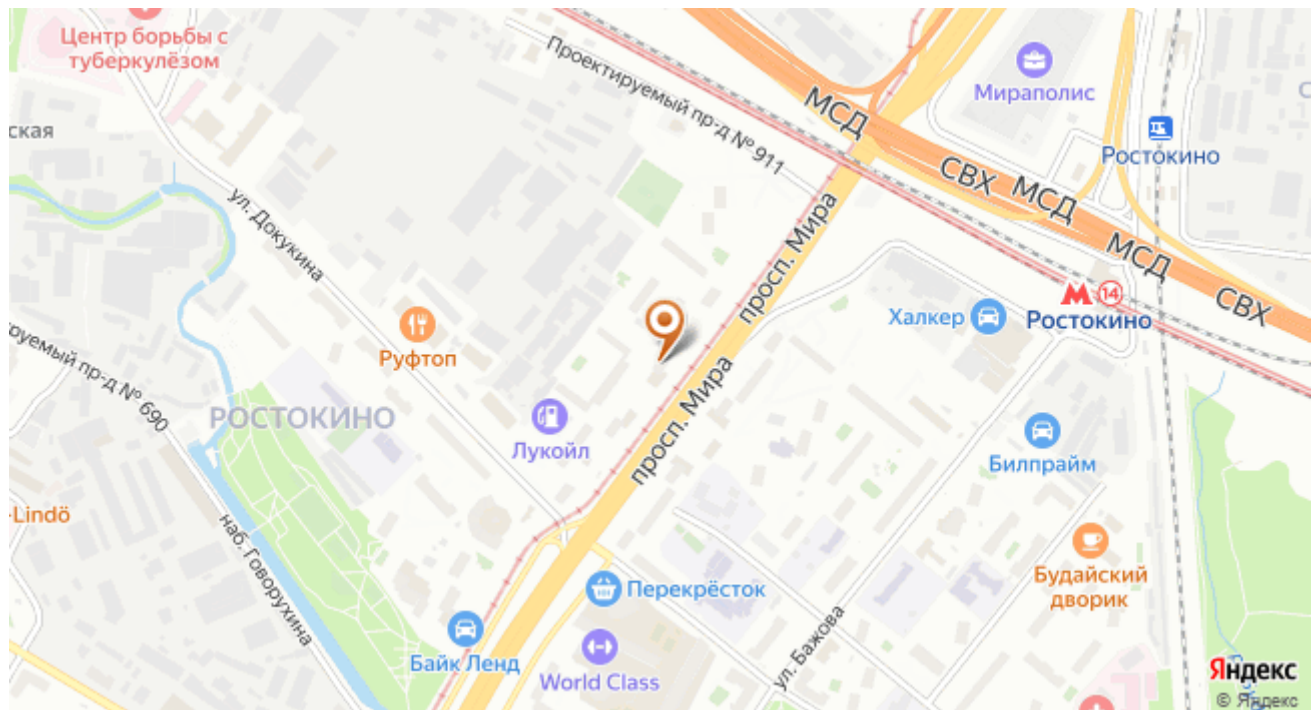 Центр борьбы с
туберкулёзом
Проектируемый пр-д № 911
МСД
Мираполис
ская
СВХ
МСД
Ростокино
ул. Докукина
просп. Мира
МСД
СВХ
Халкер
14
Ростокино
Руфтоп
руемый пр-д № 690
РОСТОКИНО
просп. Мира
Лукойл
Билпрайм
-Lindö
наб. Говорухина
Перекрёсток
Будайский
дворик
ул. Бажова
Байк Ленд
World Class
Яндекс
© Яндекс